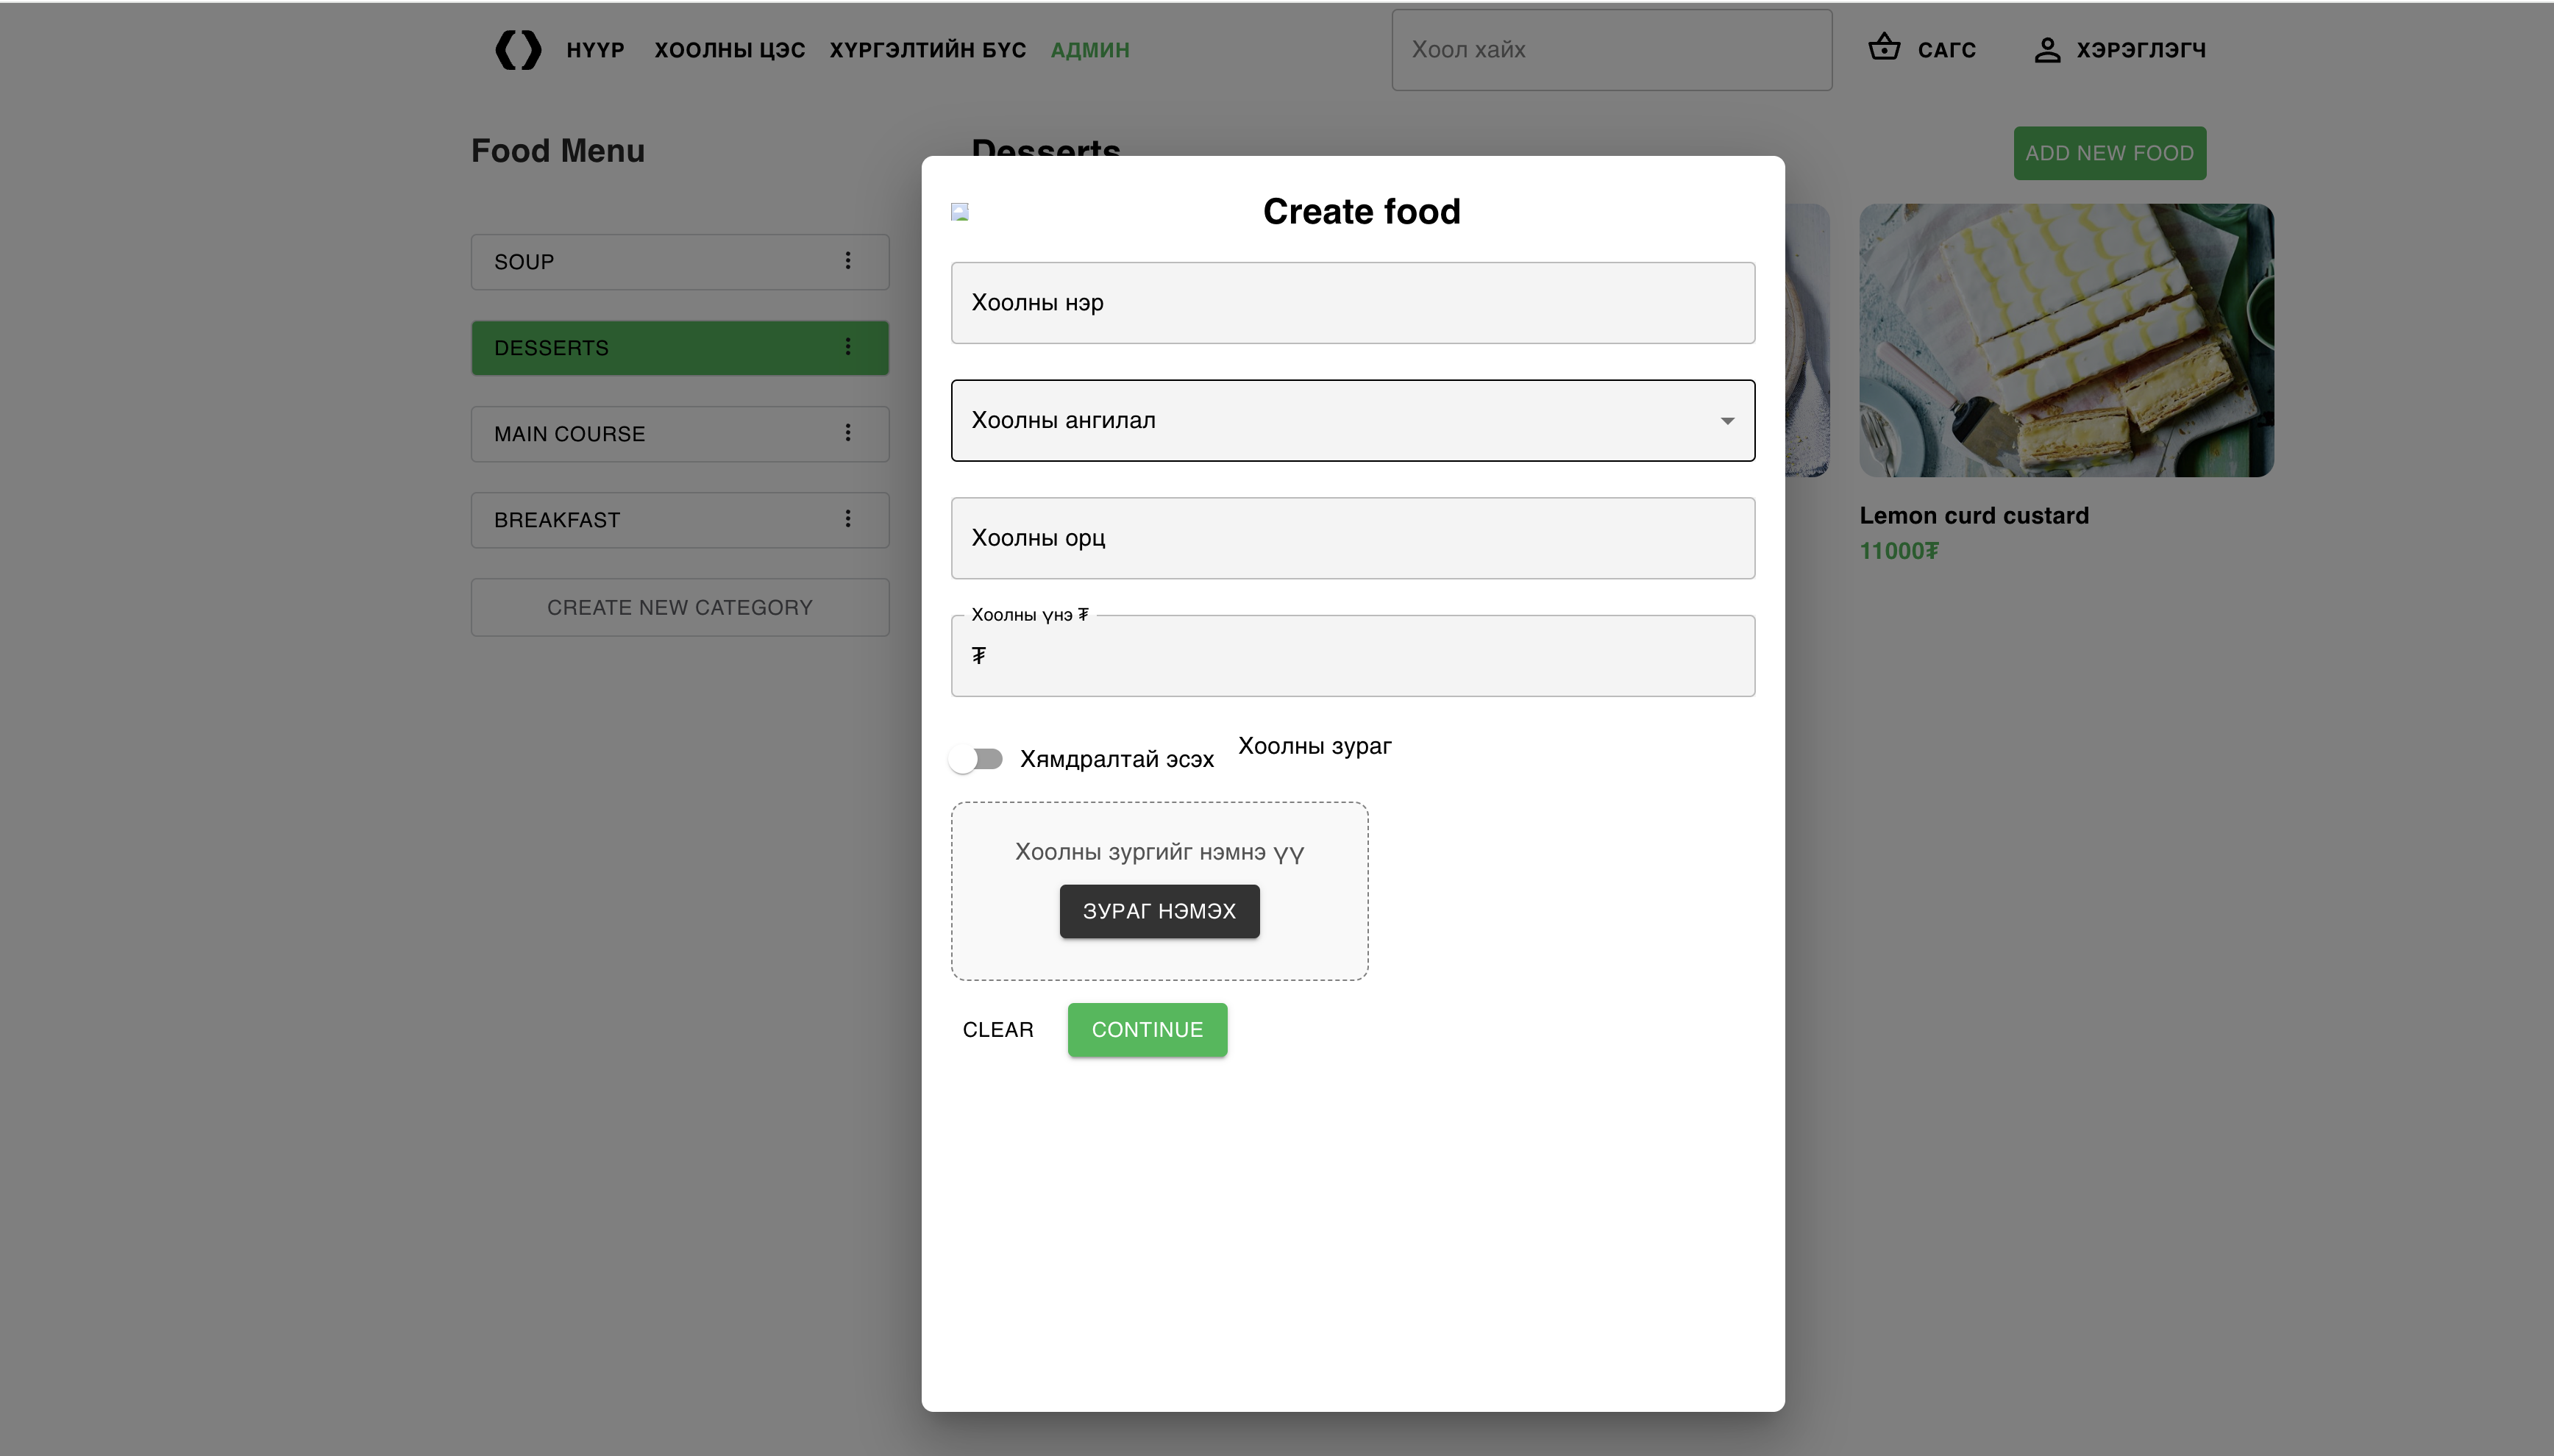 НҮҮР ХООЛНЫ ЦЭС ХҮРГЭЛТИЙН БҮС АДМИН Хоол хайх САГС ХЭРЭГЛЭГЧ
Food Menu
SOUP
DESSERTS
MAIN COURSE
BREAKFAST
CREATE NEW CATEGORY
Desserts
ADD NEW FOOD
Lemon curd custard
11000₮
Create food
Хоолны нэр
Хоолны ангилал
Хоолны орц
Хоолны үнэ ₮
₮
Хямдралтай эсэх
Хоолны зураг
Хоолны зургийг нэмнэ үү
ЗУРАГ НЭМЭХ
CLEAR CONTINUE